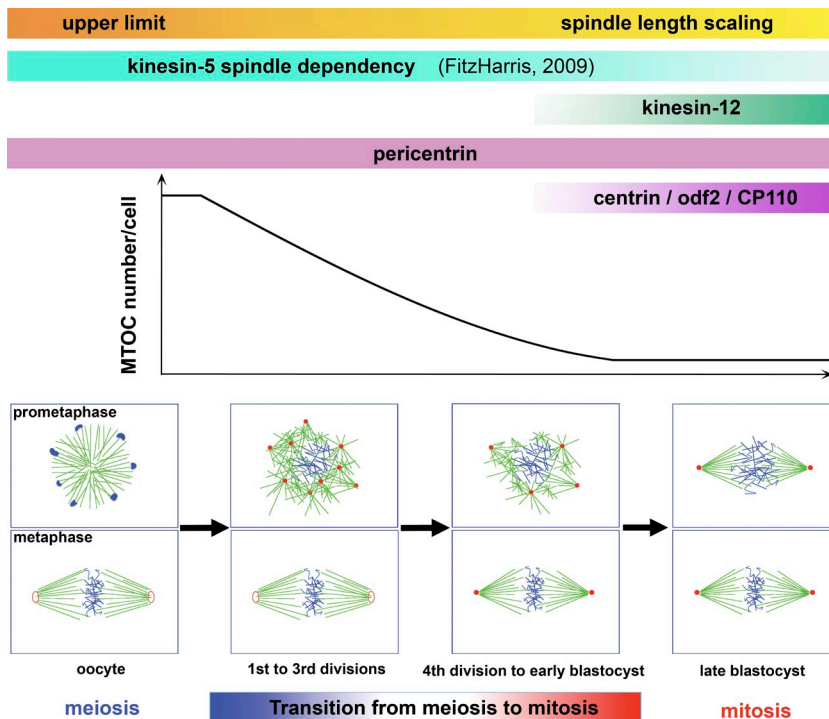 upper limit spindle length scaling
kinesin-5 spindle dependency (FitzHarris, 2009)
kinesin-12
pericentrin
centrin / odf2 / CP110
MTOC number/cell
prometaphase
metaphase
oocyte 1st to 3rd divisions 4th division to early blastocyst late blastocyst
meiosis Transition from meiosis to mitosis mitosis